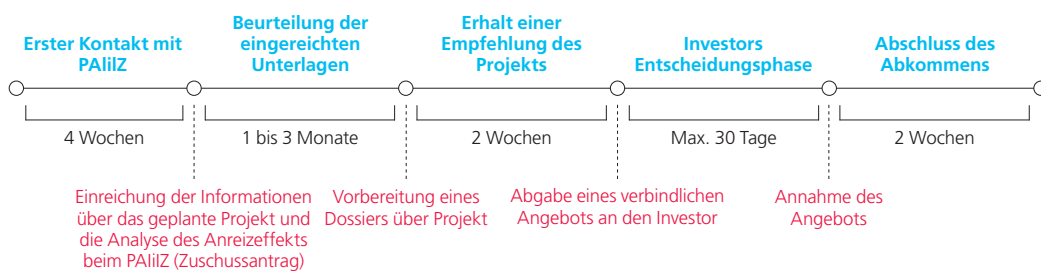 Erster Kontakt mit
PAIiIZ
Beurteilung der
eingereichten
Unterlagen
Erhalt einer
Empfehlung des
Projekts
Investors
Entscheidungsphase
Abschluss des
Abkommens
4 Wochen
1 bis 3 Monate
2 Wochen
Max. 30 Tage
2 Wochen
Einreichung der Informationen
über das geplante Projekt und
die Analyse des Anreizeffekts
beim PAIiIZ (Zuschussantrag)
Vorbereitung eines
Dossiers über Projekt
Abgabe eines verbindlichen
Angebots an den Investor
Annahme des
Angebots